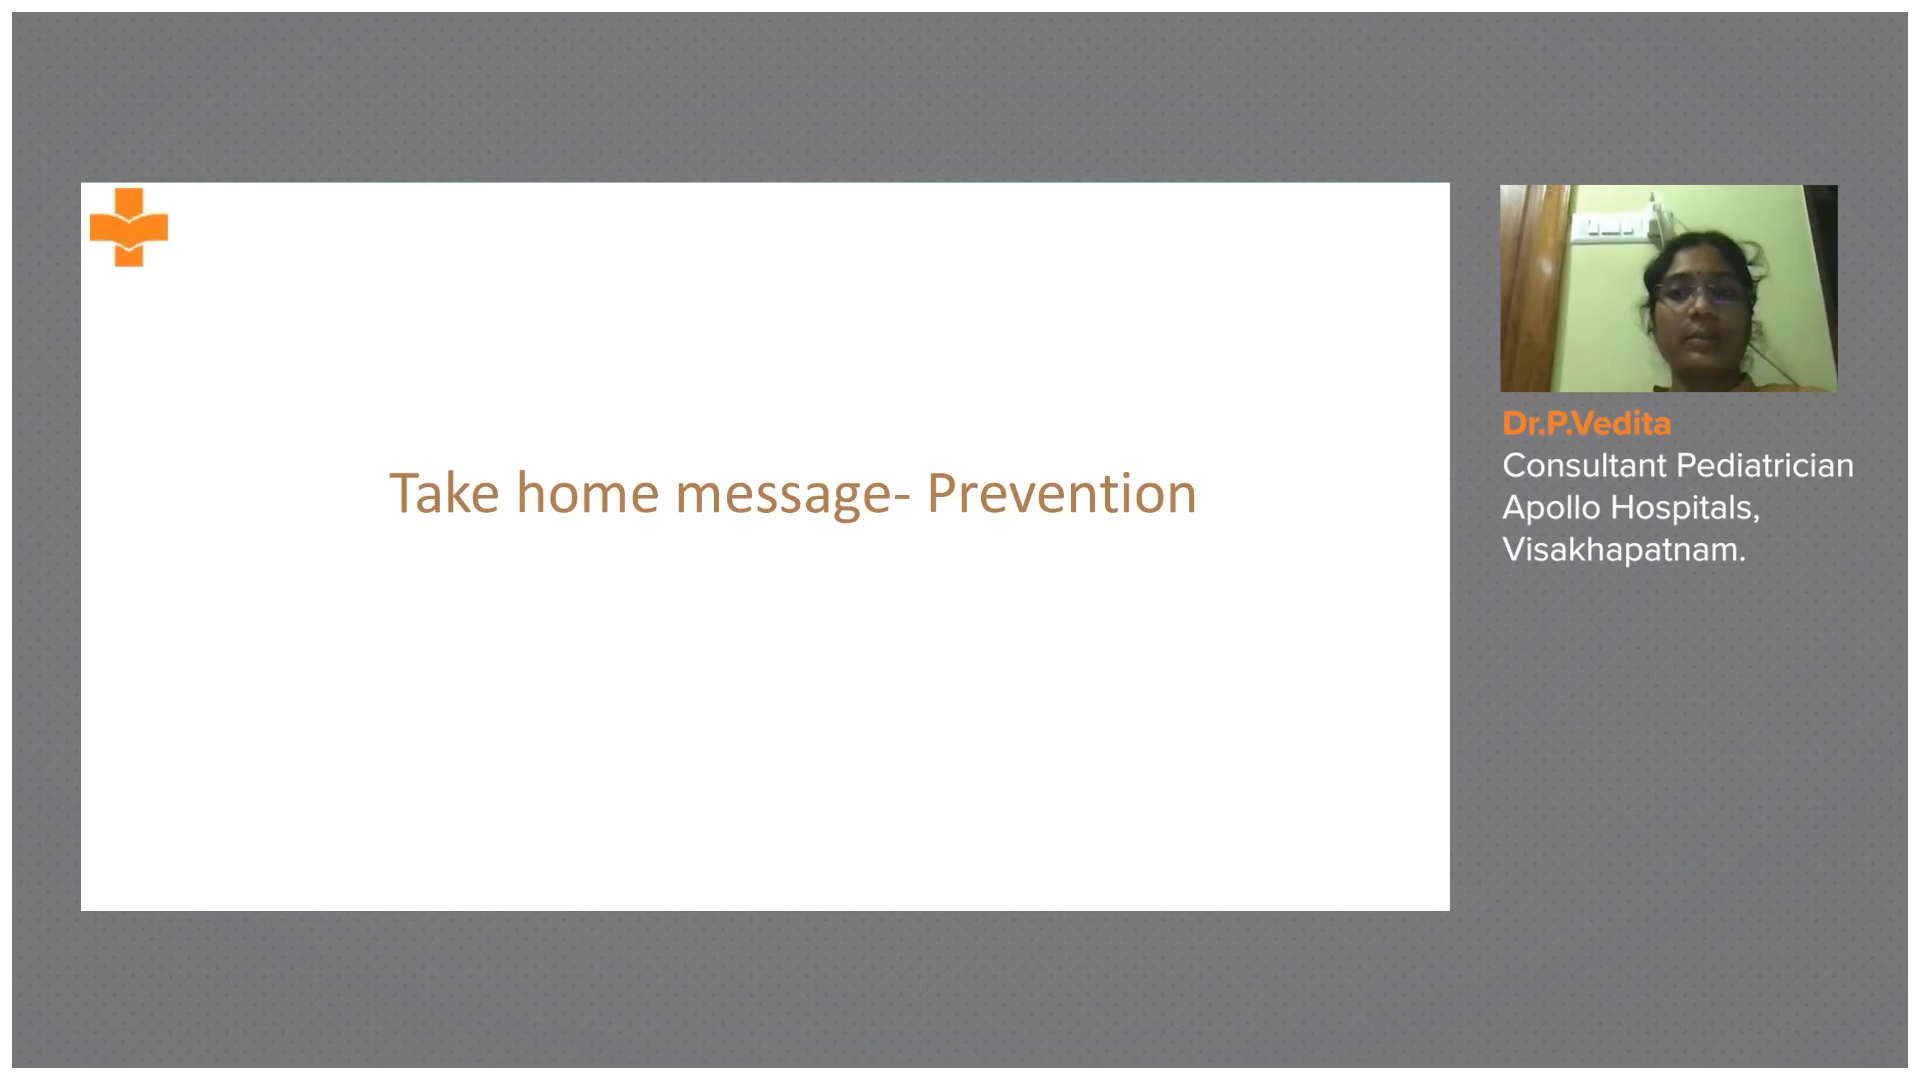 Take home message- Prevention
Dr.P.Vedita
Consultant Pediatrician
Apollo Hospitals,
Visakhapatnam.